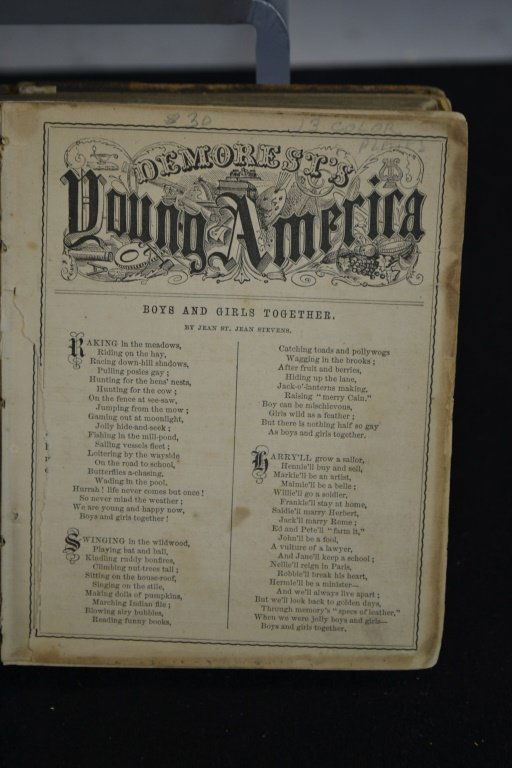 $30
13 COLOR
PLATES
DEMOREST'S
Young America
BOYS AND GIRLS TOGETHER.
BY JEAN ST. JEAN STEVENS.
RAKING in the meadows,
Riding on the hay,
Racing down-hill shadows,
Pulling posies gay;
Hunting for the hens' nests,
Hunting for the cow;
On the fence at see-saw,
Jumping from the mow;
Gaming out at moonlight,
Jolly hide-and-seek;
Fishing in the mill-pond,
Sailing vessels fleet;
Loitering by the wayside
On the road to school,
Butterflies a-chasing,
Wading in the pool.
Hurrah! life never comes but once!
So never mind the weather;
We are young and happy now,
Boys and girls together!
SWINGING in the wildwood,
Playing bat and ball,
Kindling ruddy bonfires,
Climbing nut-trees tall;
Sitting on the house-roof,
Singing on the stile,
Making dolls of pumpkins,
Marching Indian file;
Blowing airy bubbles,
Reading funny books,
Catching toads and pollywogs
Wagging in the brooks;
After fruit and berries,
Hiding up the lane,
Jack-o'-lanterns making,
Raising "merry Cain."
Boy can be mischievous,
Girls wild as a feather;
But there is nothing half so gay
As boys and girls together.
HARRY'LL grow a sailor,
Hennie'll buy and sell,
Markie'll be an artist,
Maimie'll be a belle;
Willie'll go a soldier,
Frankie'll stay at home,
Saidie'll marry Herbert,
Jack'll marry Rome;
Ed and Pete'll "farm it,"
John'll be a fool,
A vulture of a lawyer,
And Jane'll keep a school;
Nellie'll reign in Paris,
Robbie'll break his heart,
Hernie'll be a minister—
And we'll always live apart;
But we'll look back to golden days,
Through memory's "specs of leather,"
When we were jolly boys and girls—
Boys and girls together.